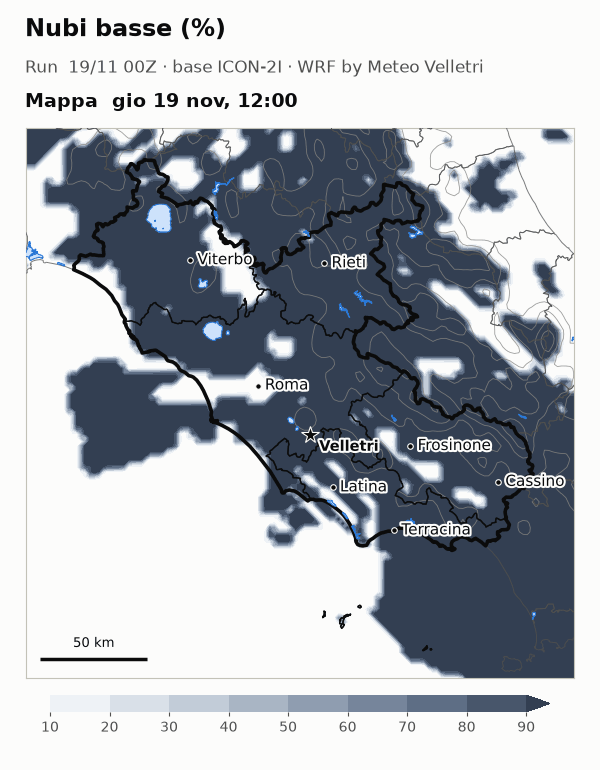 Nubi basse (%)
Run 19/11 00Z · base ICON-2I · WRF by Meteo Velletri
Mappa gio 19 nov, 12:00
Viterbo
Rieti
Roma
Velletri
Frosinone
Latina
Cassino
Terracina
50 km
10 20 30 40 50 60 70 80 90